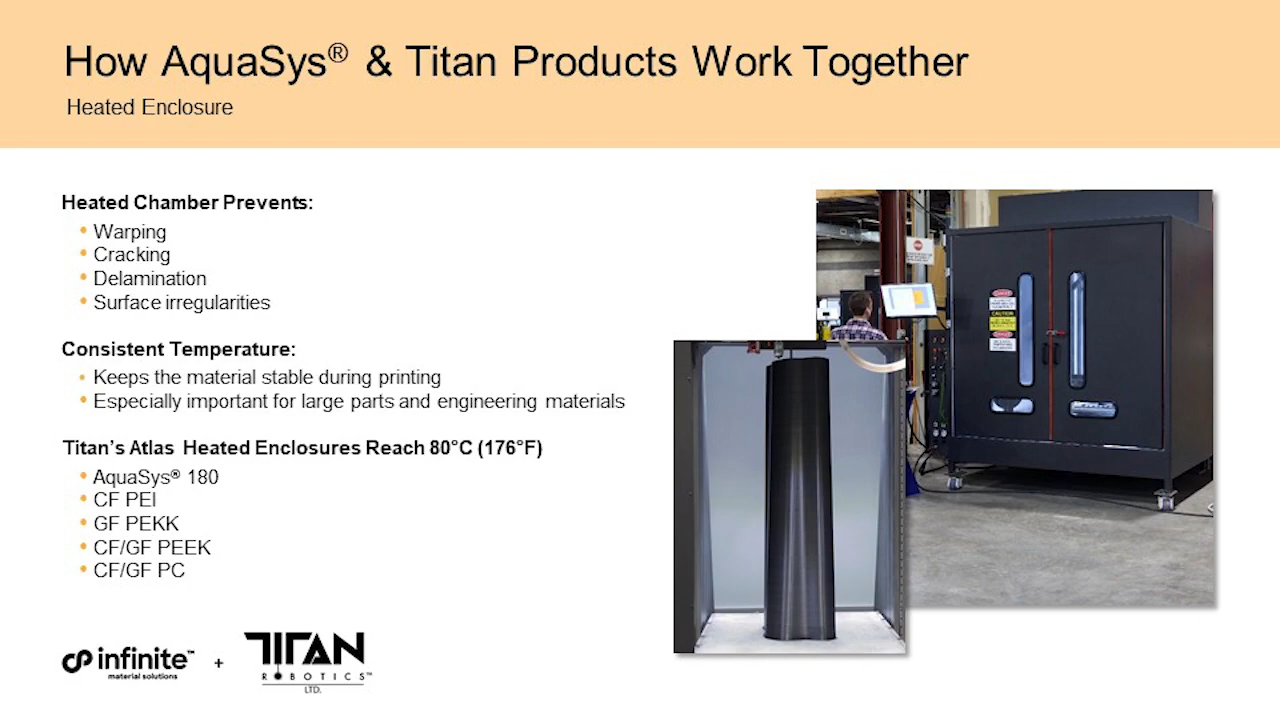 How AquaSys® & Titan Products Work Together
Heated Enclosure
Heated Chamber Prevents:
• Warping
• Cracking
• Delamination
• Surface irregularities
Consistent Temperature:
• Keeps the material stable during printing
• Especially important for large parts and engineering materials
Titan's Atlas Heated Enclosures Reach 80°C (176°F)
• AquaSys® 180
• CF PEI
• GF PEKK
• CF/GF PEEK
• CF/GF PC
infinite™
material solutions
+
TITAN
ROBOTICS™
LTD.
DANGER
CAUTION
DANGER